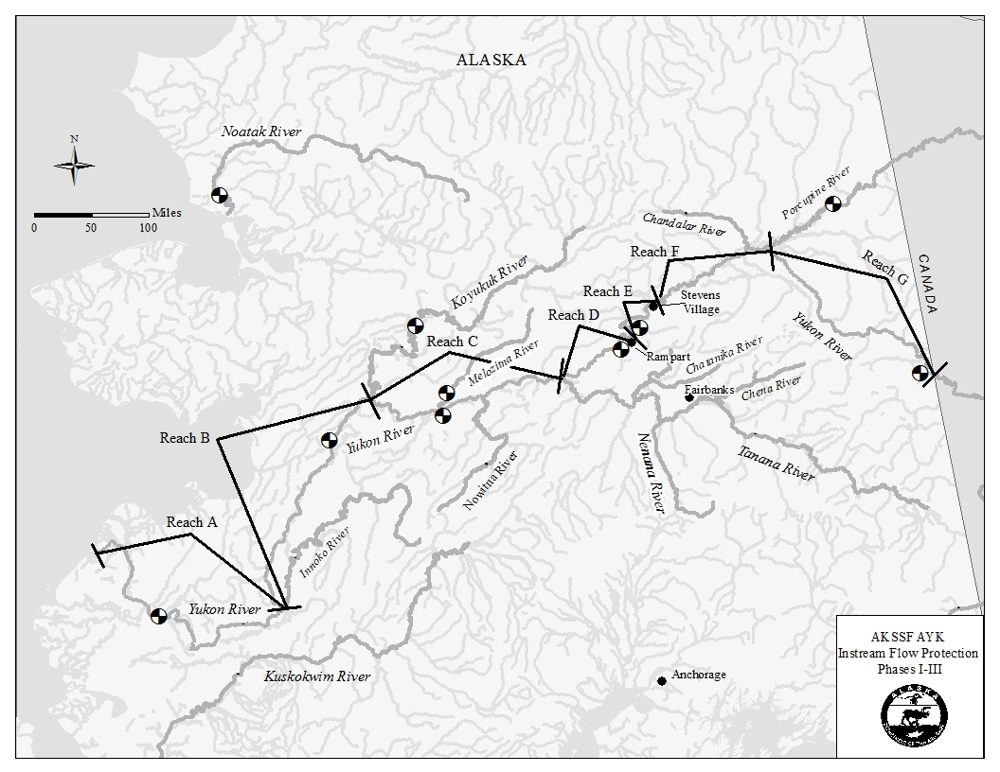 ALASKA
Noatak River
N
Miles
0 50 100
Porcupine River
Chandalar River
Reach F
Reach G
CANADA
Koyukuk River
Reach E
Stevens
Village
Reach D
Yukon River
Reach C
Melozitna River
Rampart
Chatanika River
Fairbanks
Chena River
Reach B
Yukon River
Nenana River
Tanana River
Nowitna River
Reach A
Innoko River
Yukon River
Kuskokwim River
Anchorage
AKSSF AYK
Instream Flow Protection
Phases I-III
ALASKA